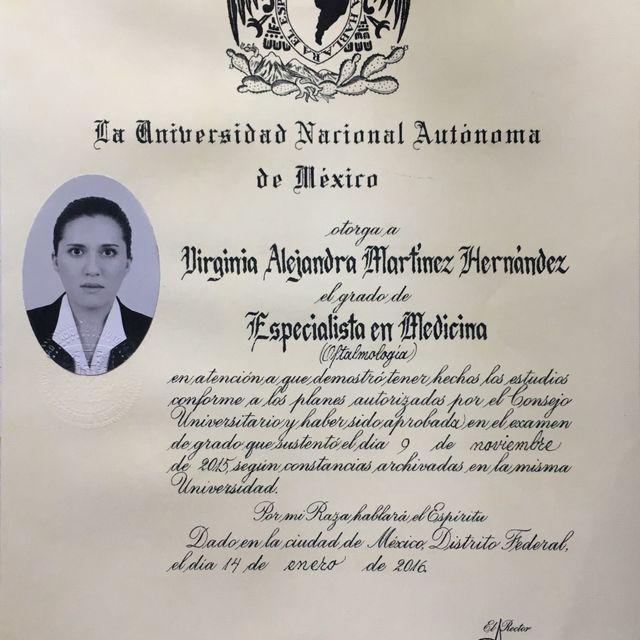 HABLARA EL ES
La Universidad Nacional Autónoma
de México
otorga a
Virginia Alejandra Martínez Hernández
el grado de
Especialista en Medicina
(Oftalmología)
en atención a que demostró tener hechos los estudios
conforme a los planes autorizados por el Consejo
Universitario y haber sido aprobada en el examen
de grado que sustentó el día 9 de noviembre
de 2015, según constancias archivadas en la misma
Universidad.
Por mi Raza hablará el Espíritu
Dado en la ciudad de México, Distrito Federal,
el día 14 de enero de 2016.
El Rector